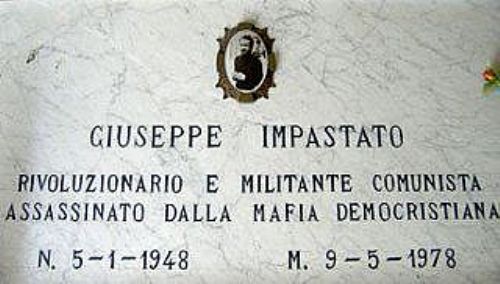 GIUSEPPE IMPASTATO
RIVOLUZIONARIO E MILITANTE COMUNISTA
ASSASSINATO DALLA MAFIA DEMOCRISTIANA
N. 5-1-1948 M. 9-5-1978